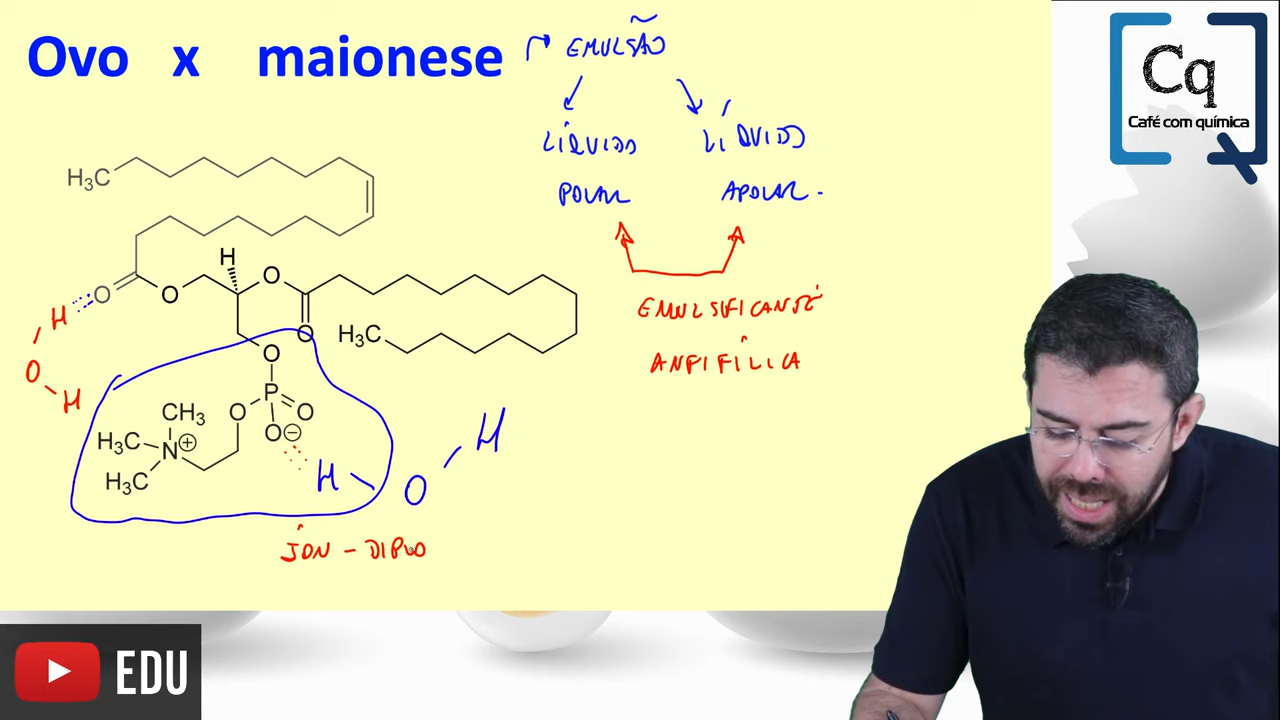 Ovo x maionese
EMULSÃO
LÍQUIDO LÍQUIDO
POLAR APOLAR
EMULSIFICANTE
ANFIFÍLICA
H3C
H
O
O
O
O
H3C
O
P
O
O
O⊖
CH3
H3C
N⊕
H3C
H
O
H
H
O
H
ÍON - DIPOLO
Cq
Café com química
EDU